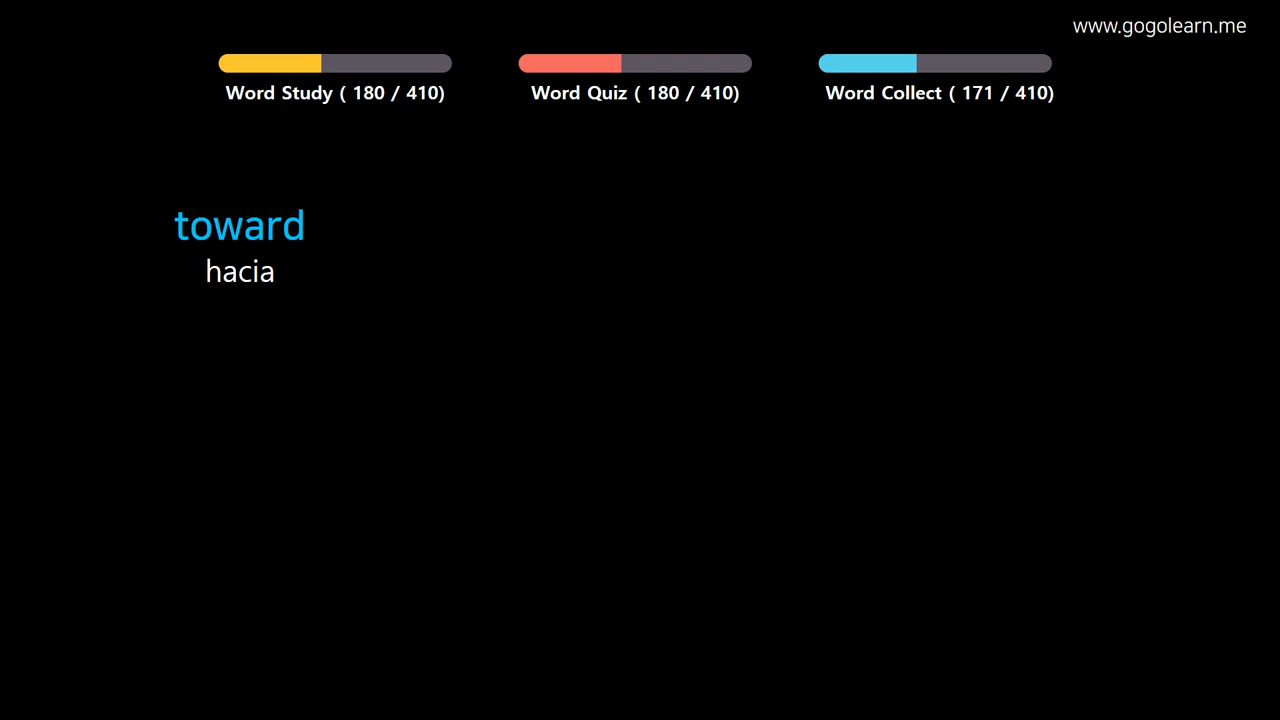 www.gogolearn.me
Word Study ( 180 / 410)
Word Quiz ( 180 / 410)
Word Collect ( 171 / 410)
toward
hacia